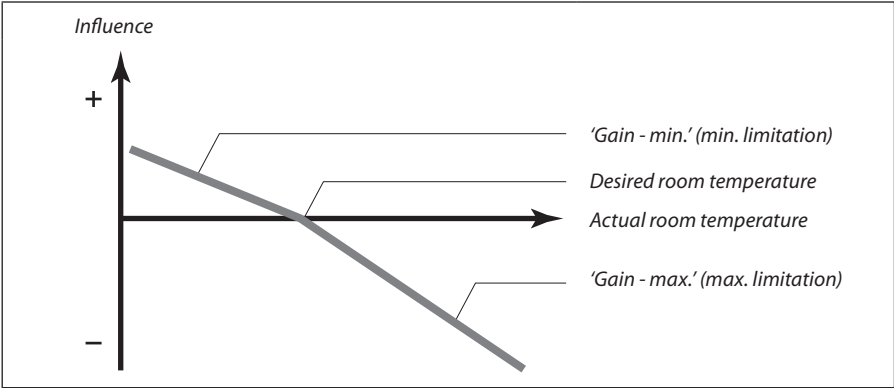 Influence
+
‘Gain - min.’ (min. limitation)
Desired room temperature
Actual room temperature
‘Gain - max.’ (max. limitation)
–